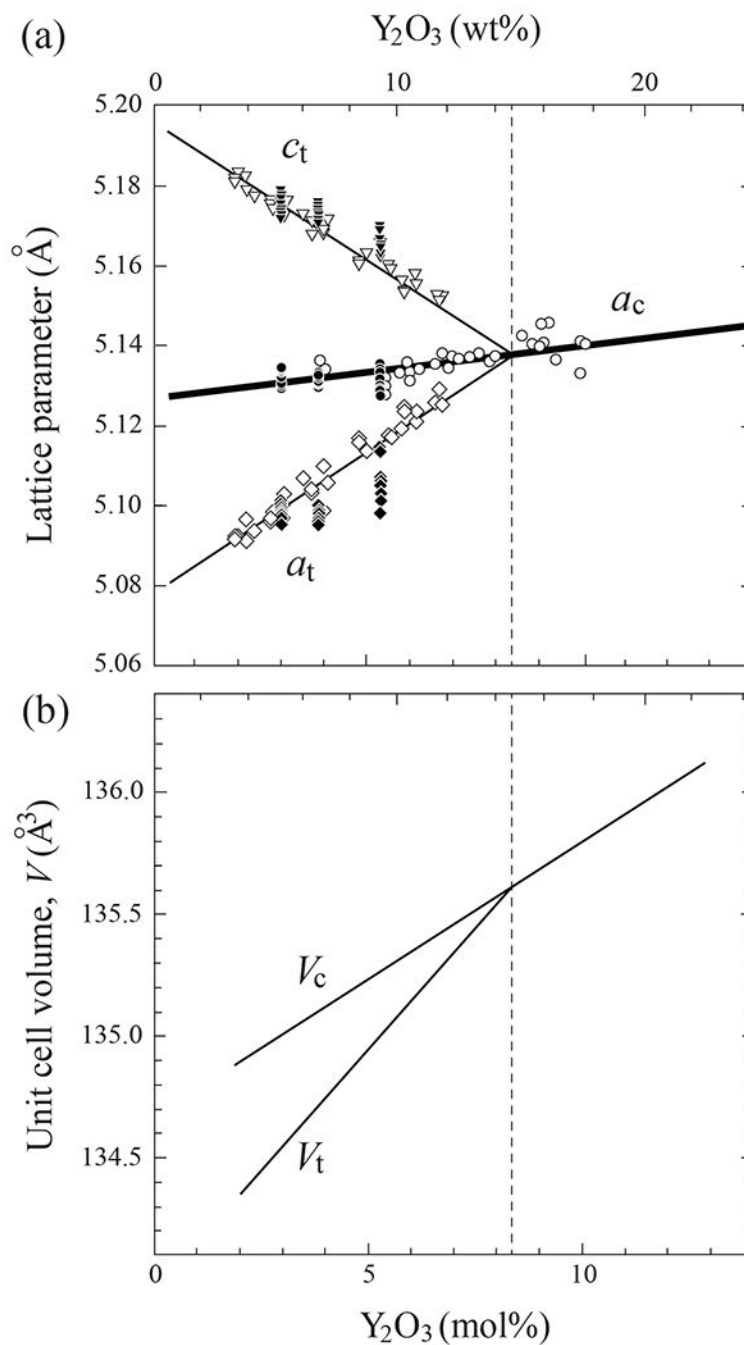 (a)
Y₂O₃ (wt%)
0 10 20
5.20
5.18
5.16
5.14
5.12
5.10
5.08
5.06
Lattice parameter (Å)
cₜ
a꜀
aₜ
(b)
136.0
135.5
135.0
134.5
Unit cell volume, V (Å³)
V꜀
Vₜ
0 5 10
Y₂O₃ (mol%)